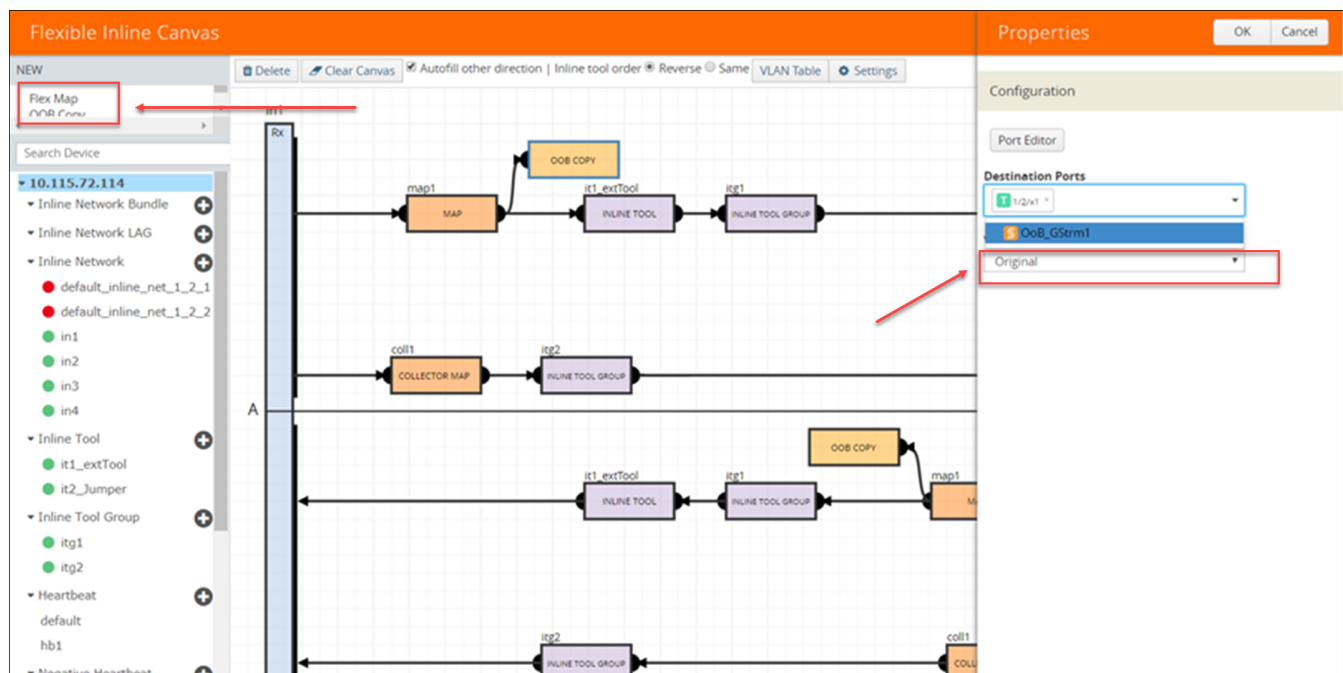 Flexible Inline Canvas
Properties
OK
Cancel
NEW
Flex Map
OOB Copy
Delete
Clear Canvas
Autofill other direction | Inline tool order
Reverse
Same
VLAN Table
Settings
Configuration
Port Editor
Destination Ports
T 1/2/x1 ×
S OoB_GStrm1
Original
Search Device
10.115.72.114
Inline Network Bundle
Inline Network LAG
Inline Network
default_inline_net_1_2_1
default_inline_net_1_2_2
in1
in2
in3
in4
Inline Tool
it1_extTool
it2_Jumper
Inline Tool Group
itg1
itg2
Heartbeat
default
hb1
Negative Heartbeat
in1
Rx
OOB COPY
map1
MAP
it1_extTool
INLINE TOOL
itg1
INLINE TOOL GROUP
coll1
COLLECTOR MAP
itg2
INLINE TOOL GROUP
A
OOB COPY
it1_extTool
INLINE TOOL
itg1
INLINE TOOL GROUP
map1
M
itg2
INLINE TOOL GROUP
coll1
COLL